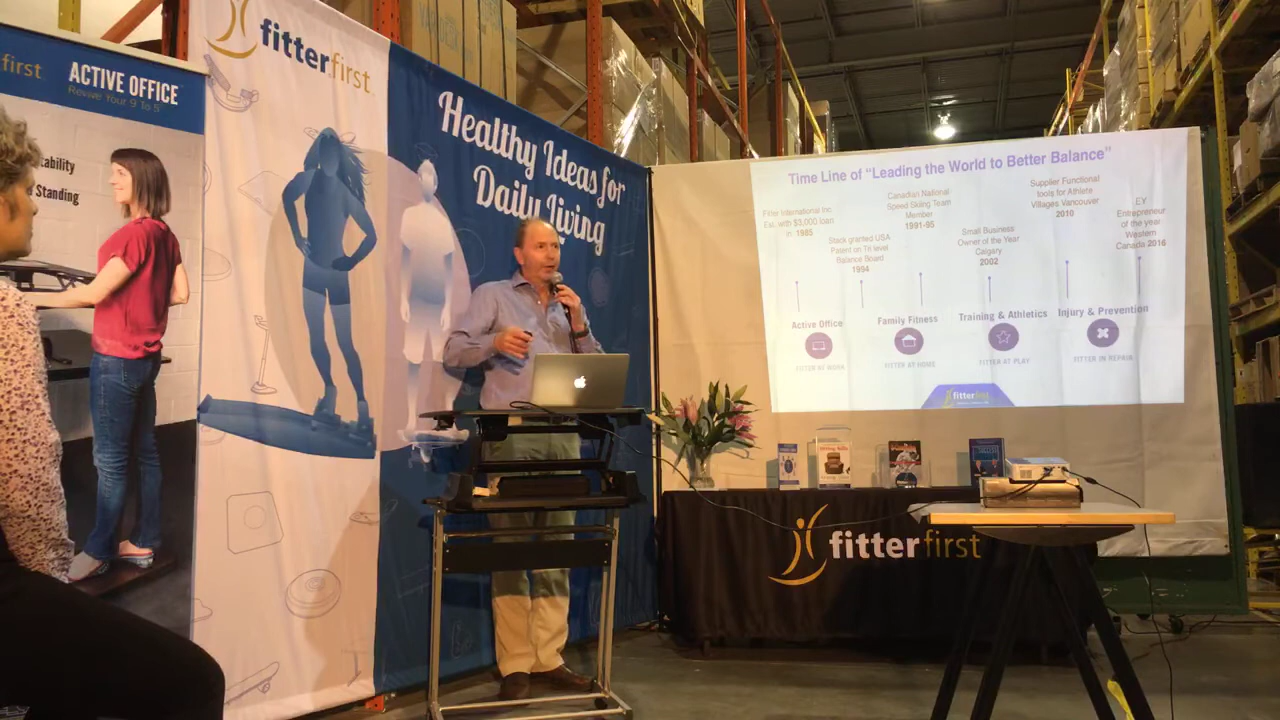 first
ACTIVE OFFICE
Revive Your 9 To 5
tability
Standing
fitterfirst
Healthy Ideas for
Daily Living
Time Line of "Leading the World to Better Balance"
Fitter International Inc.
Est. with $3,000 loan
in 1985
Stack granted USA
Patent on Tri level
Balance Board
1994
Canadian National
Speed Skiing Team
Member
1991-95
Small Business
Owner of the Year
Calgary
2002
Supplier Functional
tools for Athlete
Villages Vancouver
2010
EY
Entrepreneur
of the year
Western
Canada 2016
Active Office
FITTER AT WORK
Family Fitness
FITTER AT HOME
Training & Athletics
FITTER AT PLAY
Injury & Prevention
FITTER IN REPAIR
fitterfirst
fitterfirst